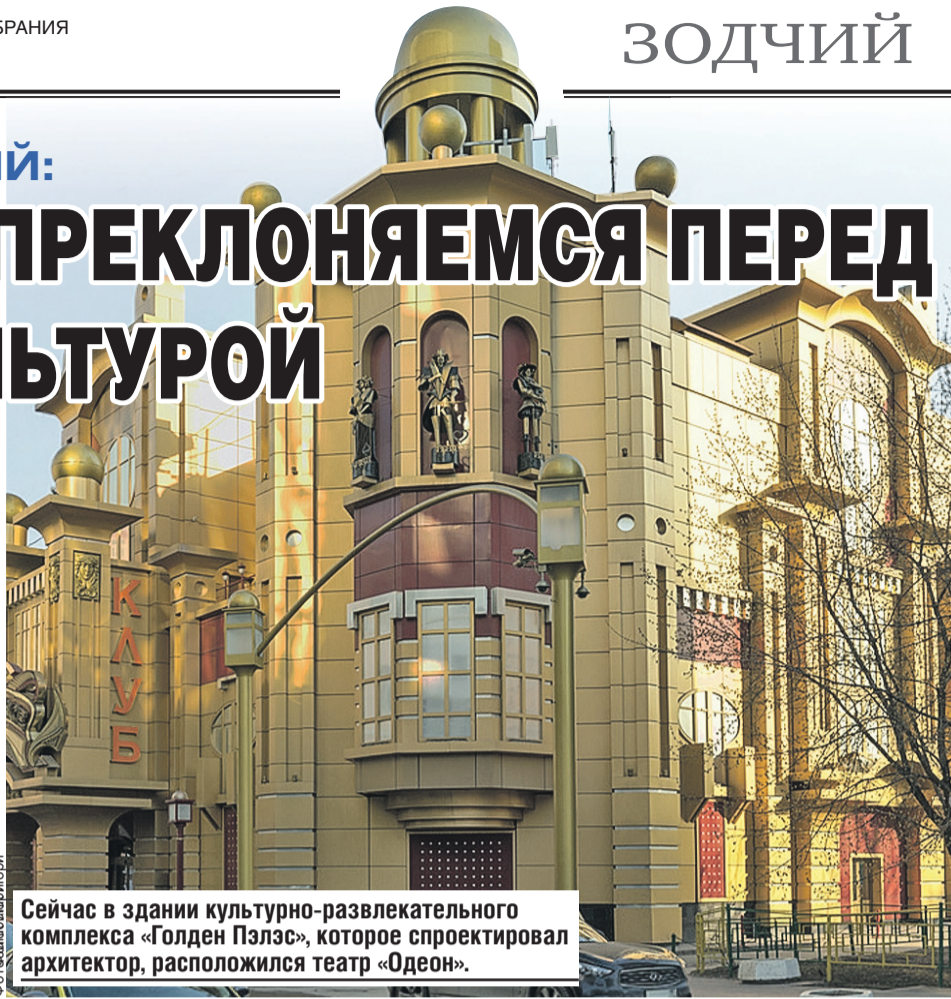 БРАНИЯ
ЗОДЧИЙ
ИЙ:
ПРЕКЛОНЯЕМСЯ ПЕРЕД
ЛЬТУРОЙ
КЛУБ
Сейчас в здании культурно-развлекательного
комплекса «Голден Пэлэс», которое спроектировал
архитектор, расположился театр «Одеон».